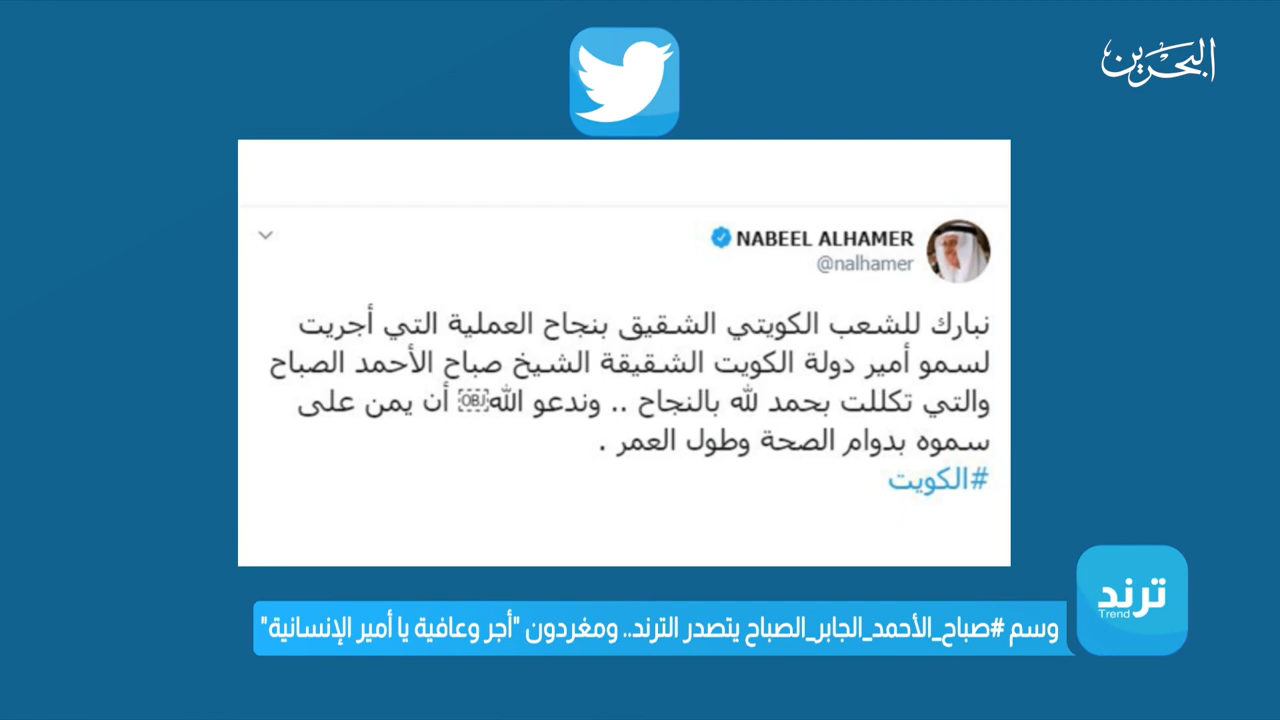 البحرين
NABEEL ALHAMER
@nalhamer
نبارك للشعب الكويتي الشقيق بنجاح العملية التي أجريت
لسمو أمير دولة الكويت الشقيقة الشيخ صباح الأحمد الصباح
والتي تكللت بحمد لله بالنجاح .. وندعو الله￼ أن يمن على
سموه بدوام الصحة وطول العمر .
#الكويت
ترند
Trend
وسم #صباح_الأحمد_الجابر_الصباح يتصدر الترند.. ومغردون "أجر وعافية يا أمير الإنسانية"